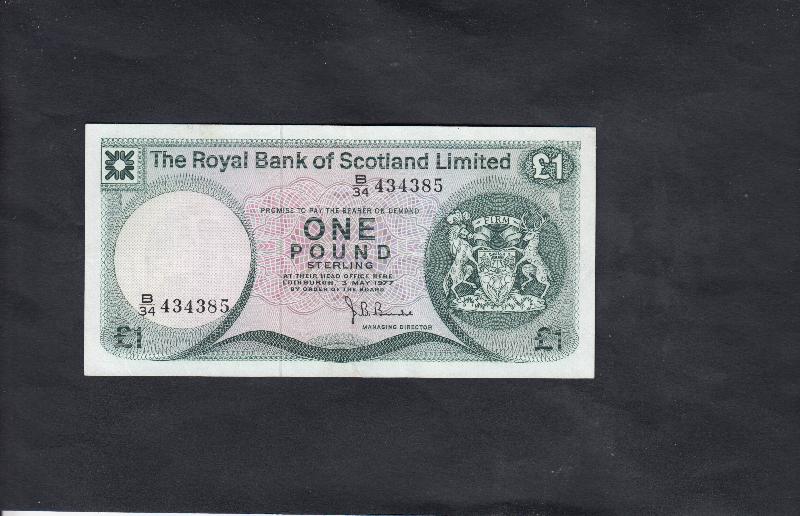 The Royal Bank of Scotland Limited
£1
B/34 434385
PROMISE TO PAY THE BEARER ON DEMAND
ONE
POUND
STERLING
AT THEIR HEAD OFFICE HERE
EDINBURGH, 3 MAY 1977
BY ORDER OF THE BOARD
FIRM
B/34 434385
MANAGING DIRECTOR
£1
£1